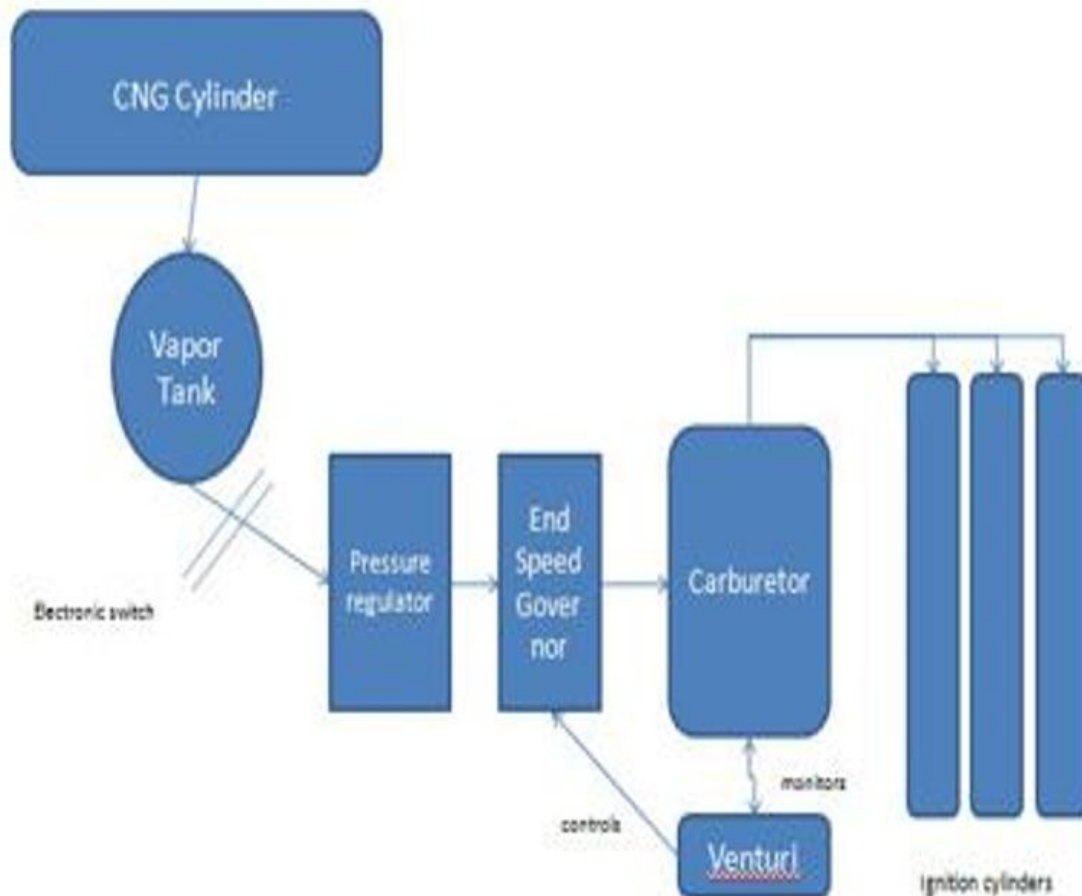 CNG Cylinder
Vapor
Tank
Electronic switch
Pressure
regulator
End
Speed
Gover
nor
Carburetor
monitors
controls
Venturi
Ignition cylinders